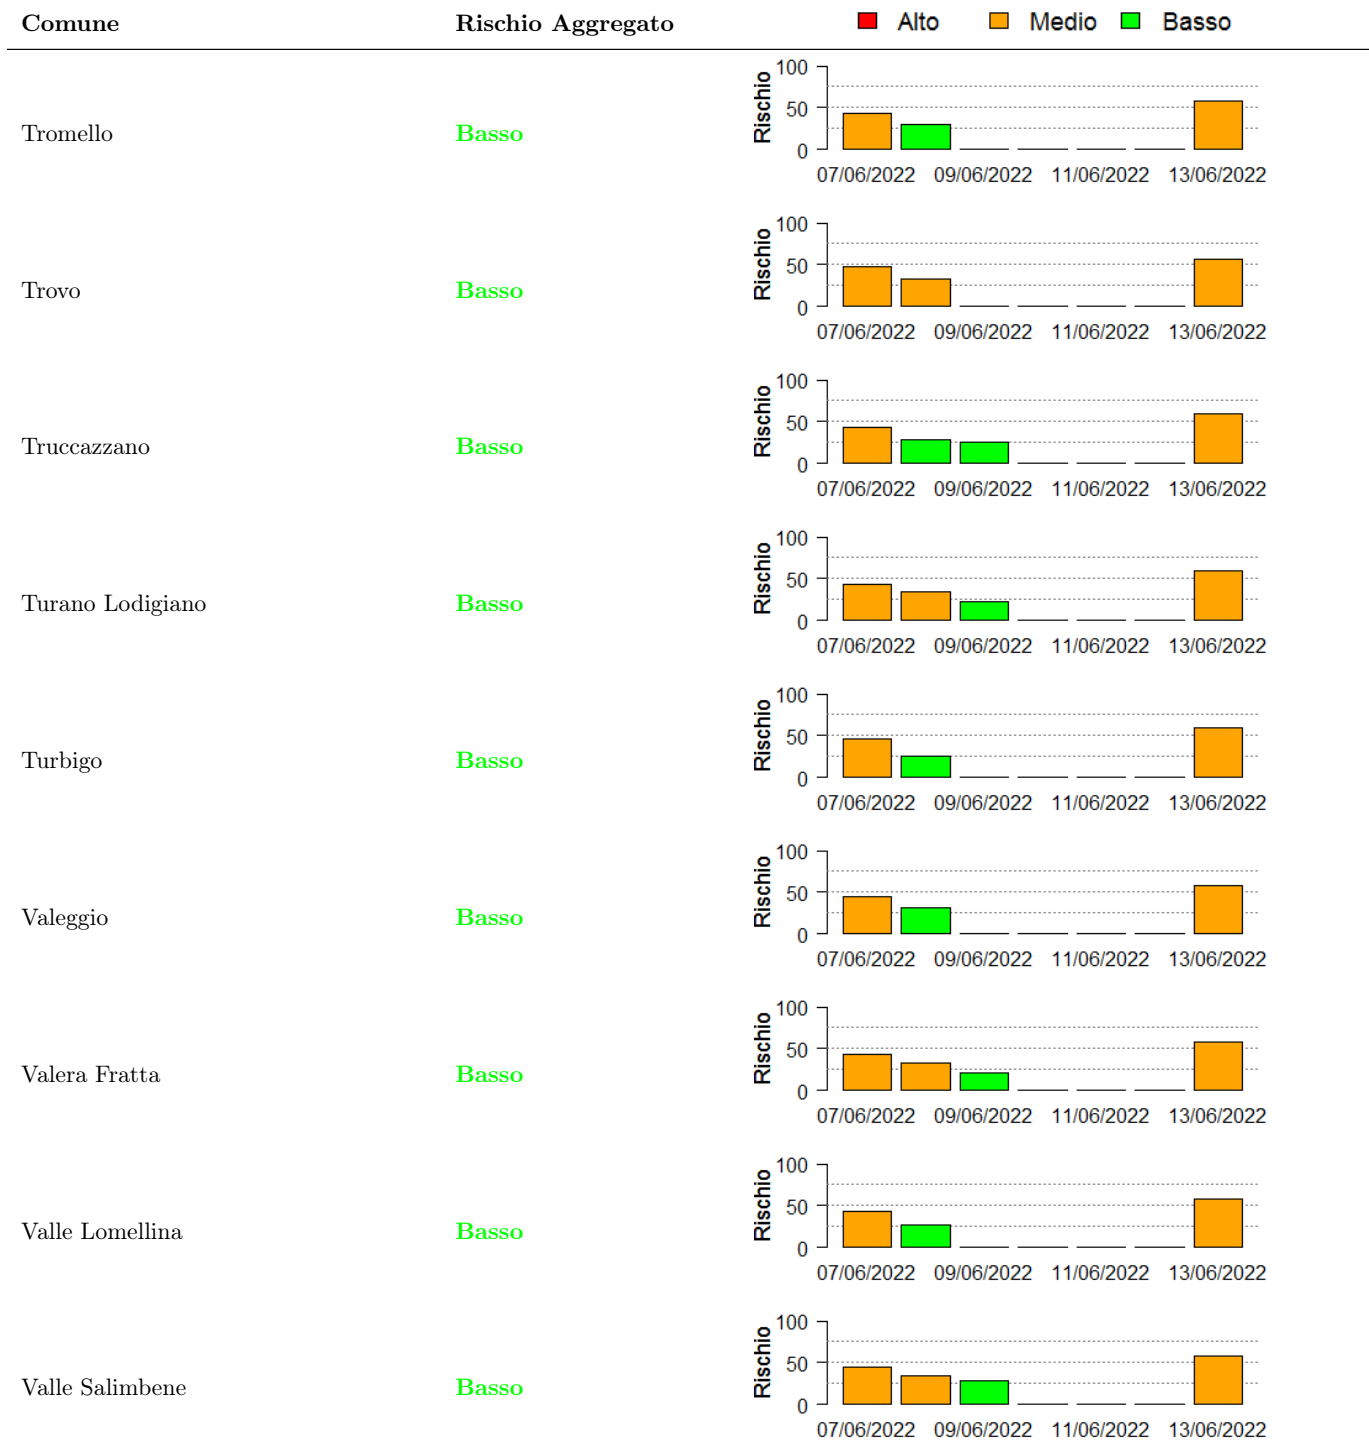 Comune Rischio Aggregato Alto Medio Basso
100
50
0
Rischio
Tromello Basso
07/06/2022 09/06/2022 11/06/2022 13/06/2022
100
50
0
Rischio
Trovo Basso
07/06/2022 09/06/2022 11/06/2022 13/06/2022
100
50
0
Rischio
Truccazzano Basso
07/06/2022 09/06/2022 11/06/2022 13/06/2022
100
50
0
Rischio
Turano Lodigiano Basso
07/06/2022 09/06/2022 11/06/2022 13/06/2022
100
50
0
Rischio
Turbigo Basso
07/06/2022 09/06/2022 11/06/2022 13/06/2022
100
50
0
Rischio
Valeggio Basso
07/06/2022 09/06/2022 11/06/2022 13/06/2022
100
50
0
Rischio
Valera Fratta Basso
07/06/2022 09/06/2022 11/06/2022 13/06/2022
100
50
0
Rischio
Valle Lomellina Basso
07/06/2022 09/06/2022 11/06/2022 13/06/2022
100
50
0
Rischio
Valle Salimbene Basso
07/06/2022 09/06/2022 11/06/2022 13/06/2022